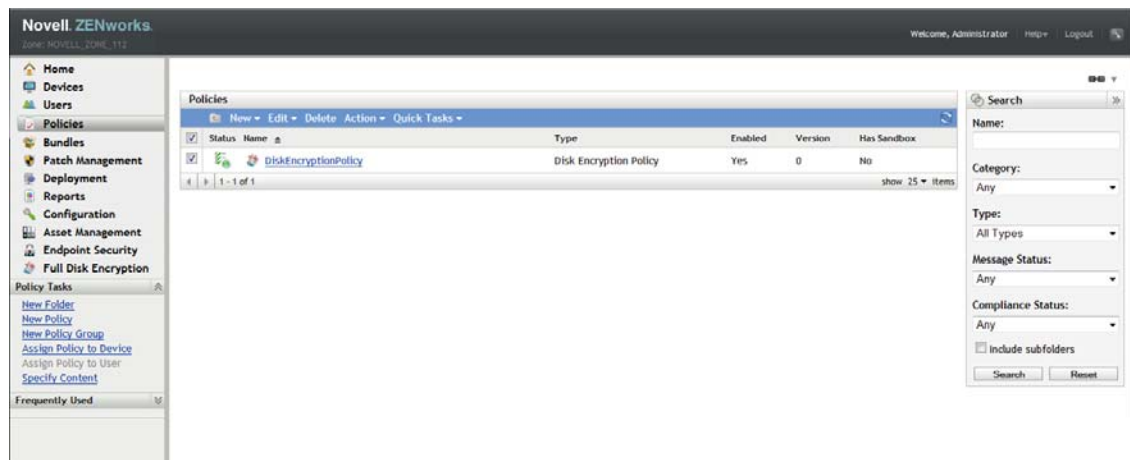 Novell. ZENworks.
Zone: NOVELL_ZONE_112
Welcome, Administrator Help Logout
Home
Devices
Users
Policies
Bundles
Patch Management
Deployment
Reports
Configuration
Asset Management
Endpoint Security
Full Disk Encryption
Policy Tasks
New Folder
New Policy
New Policy Group
Assign Policy to Device
Assign Policy to User
Specify Content
Frequently Used
Policies
New Edit Delete Action Quick Tasks
Status Name Type Enabled Version Has Sandbox
DiskEncryptionPolicy Disk Encryption Policy Yes 0 No
1 - 1 of 1 show 25 items
Search
Name:
Category:
Any
Type:
All Types
Message Status:
Any
Compliance Status:
Any
Include subfolders
Search Reset